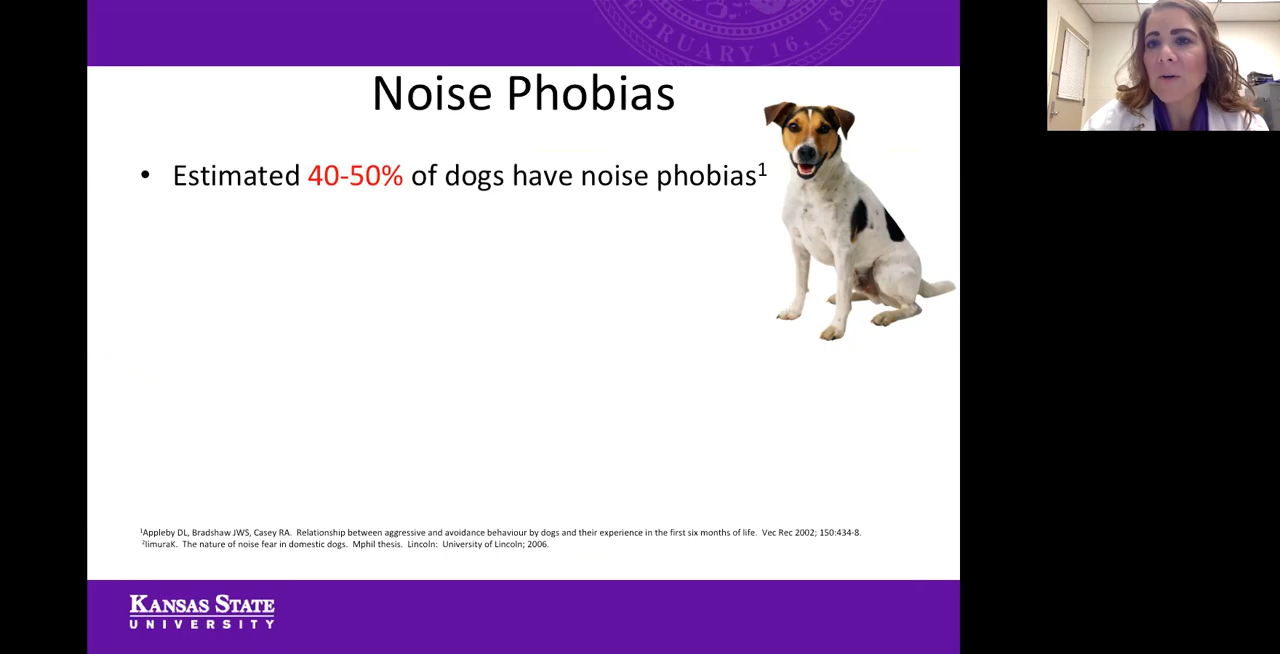 FEBRUARY 16, 186
Noise Phobias
• Estimated 40-50% of dogs have noise phobias¹
¹Appleby DL, Bradshaw JWS, Casey RA. Relationship between aggressive and avoidance behaviour by dogs and their experience in the first six months of life. Vec Rec 2002; 150:434-8.
²IimuraK. The nature of noise fear in domestic dogs. Mphil thesis. Lincoln: University of Lincoln; 2006.
KANSAS STATE
UNIVERSITY